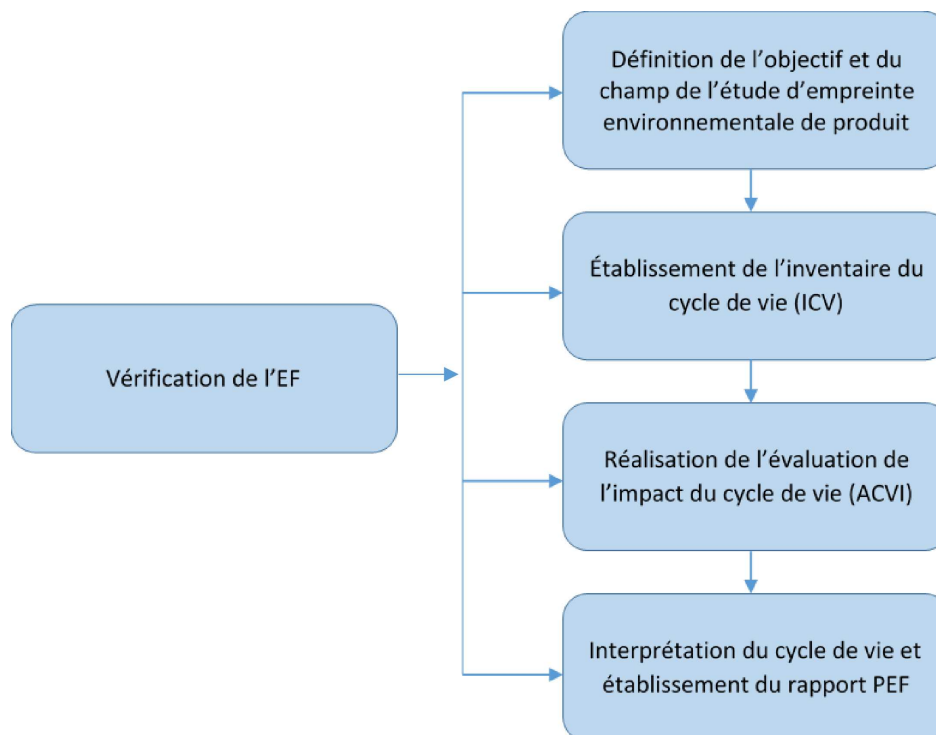 Définition de l’objectif et du
champ de l’étude d’empreinte
environnementale de produit
Établissement de l’inventaire du
cycle de vie (ICV)
Vérification de l’EF
Réalisation de l’évaluation de
l’impact du cycle de vie (ACVI)
Interprétation du cycle de vie et
établissement du rapport PEF